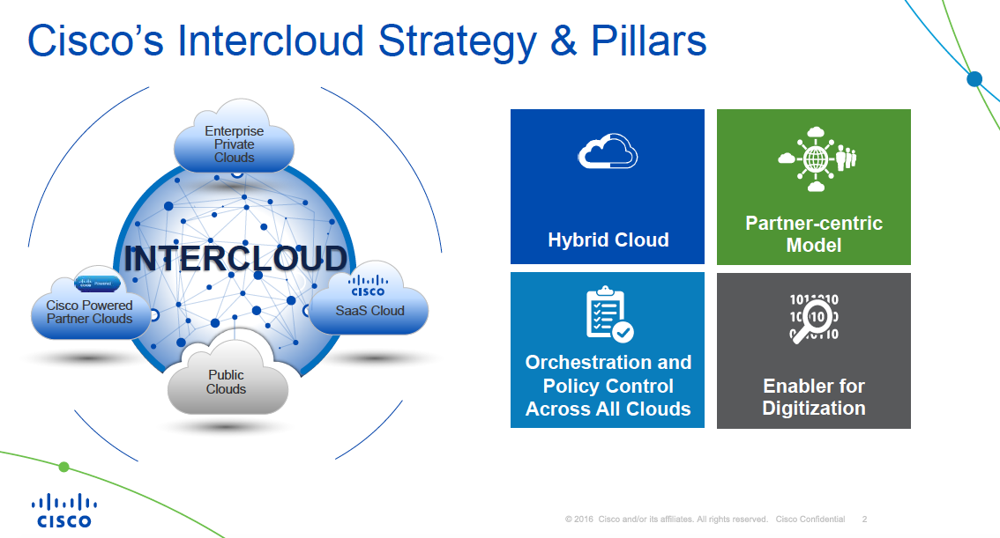 Cisco's Intercloud Strategy & Pillars
Enterprise
Private
Clouds
INTERCLOUD
CISCO
Powered
Cisco Powered
Partner Clouds
CISCO
SaaS Cloud
Public
Clouds
Hybrid Cloud
Partner-centric
Model
Orchestration and
Policy Control
Across All Clouds
1011010
Enabler for
Digitization
CISCO
© 2016 Cisco and/or its affiliates. All rights reserved. Cisco Confidential 2